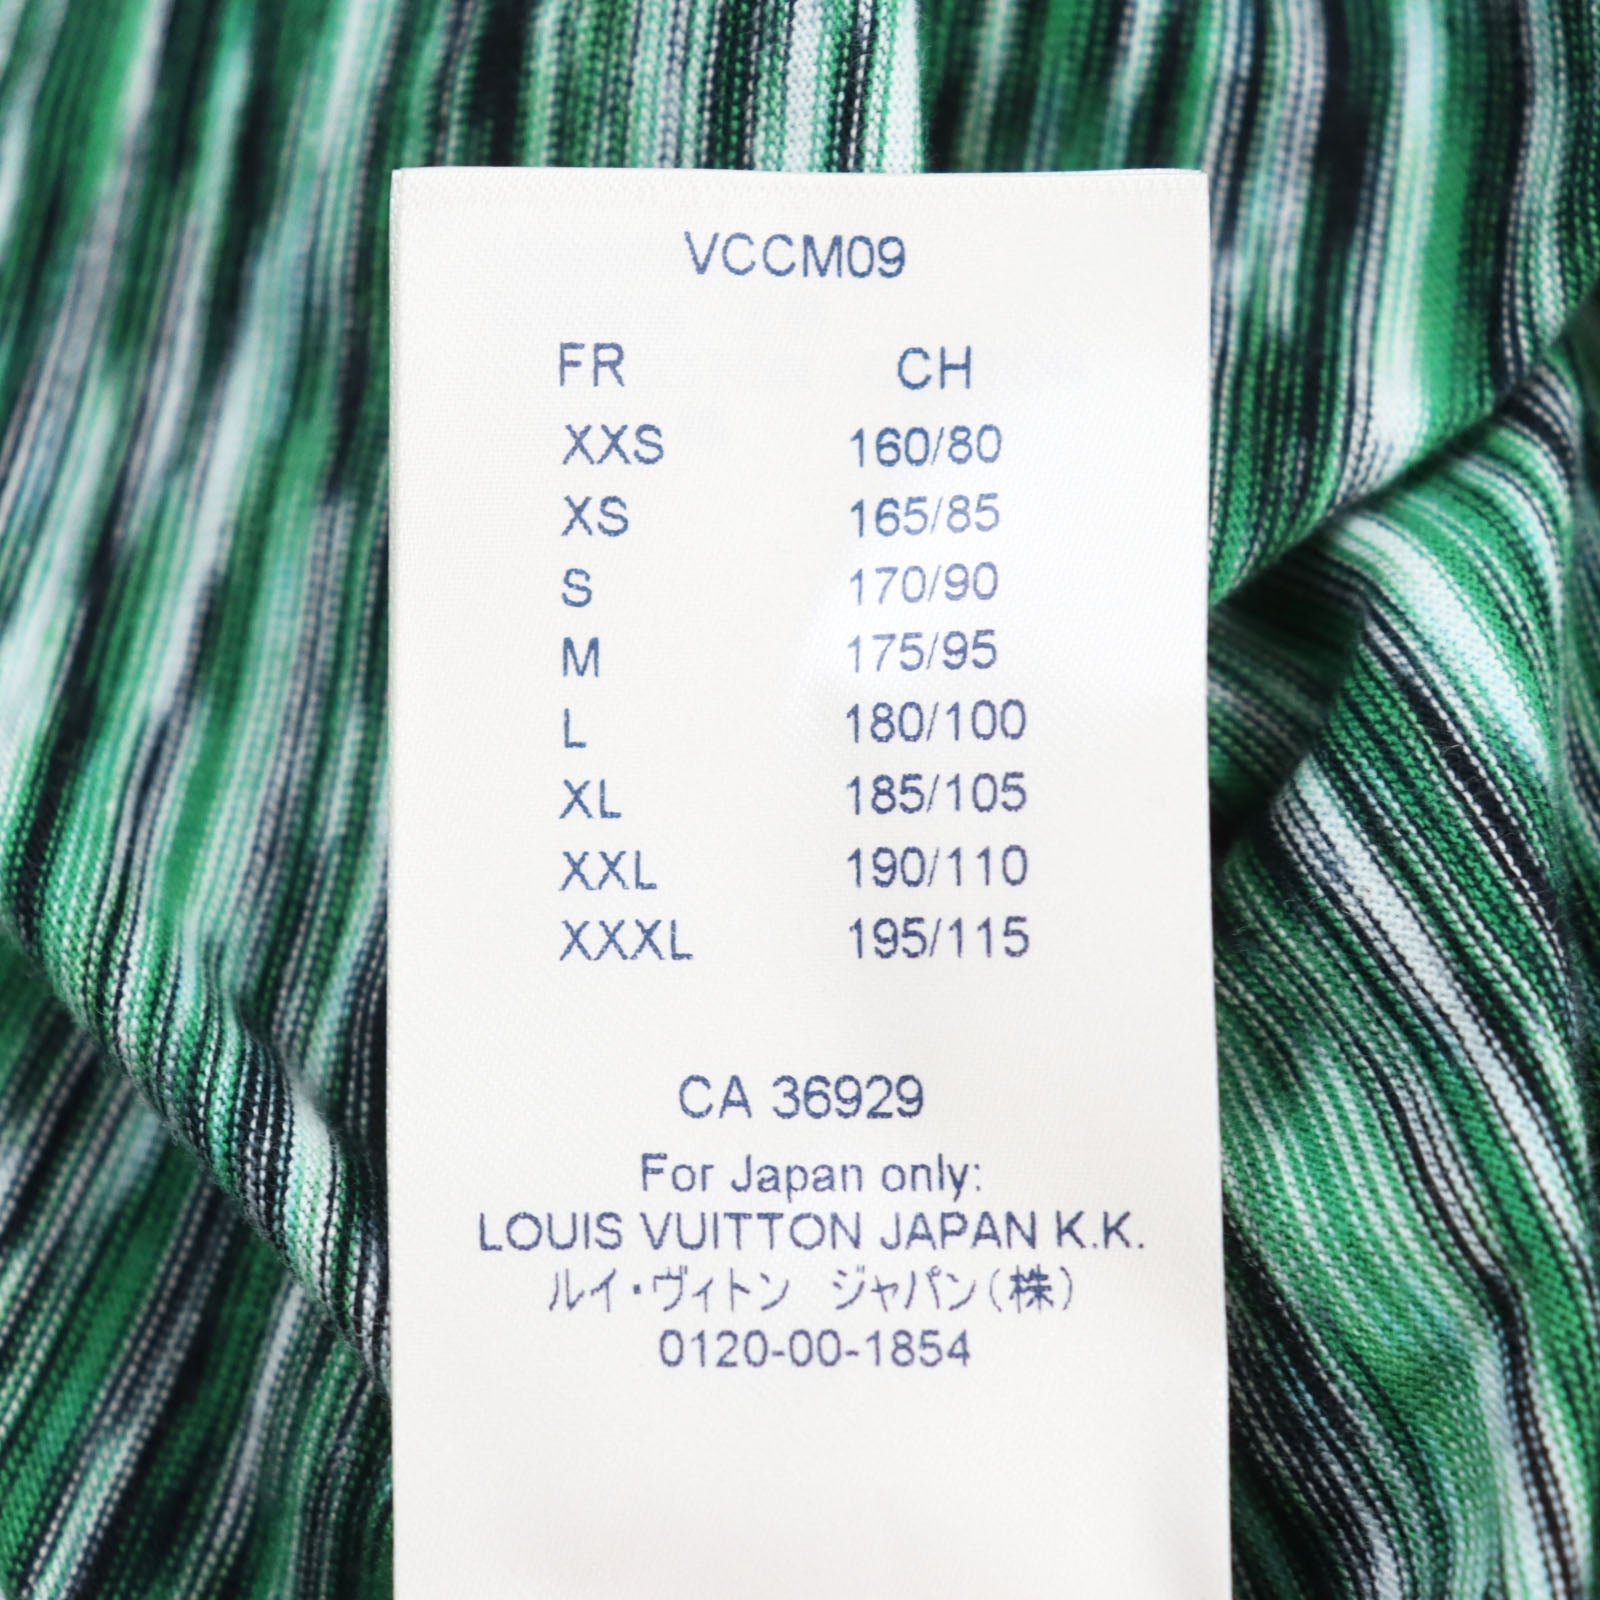 VCCM09
FR CH
XXS 160/80
XS 165/85
S 170/90
M 175/95
L 180/100
XL 185/105
XXL 190/110
XXXL 195/115
CA 36929
For Japan only:
LOUIS VUITTON JAPAN K.K.
ルイ・ヴィトン　ジャパン(株)
0120-00-1854